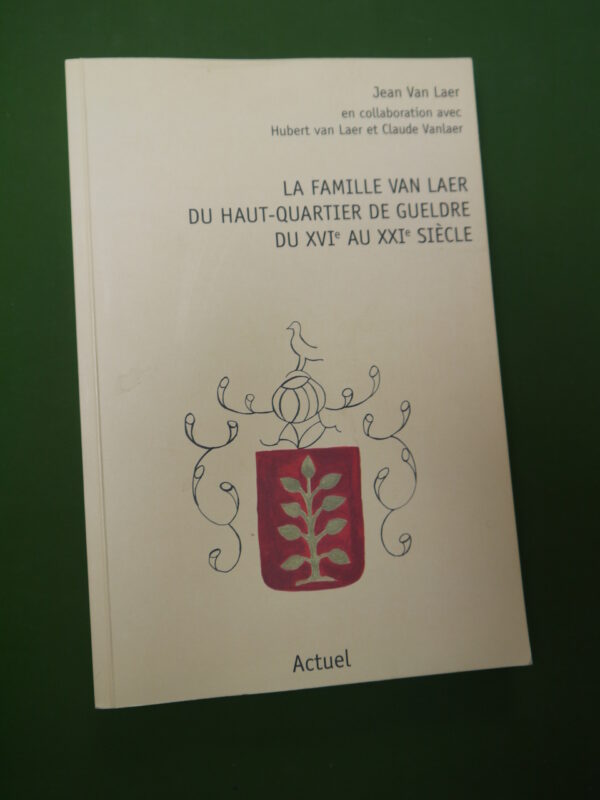 Jean Van Laer
en collaboration avec
Hubert van Laer et Claude Vanlaer
LA FAMILLE VAN LAER
DU HAUT-QUARTIER DE GUELDRE
DU XVIe AU XXIe SIÈCLE
Actuel